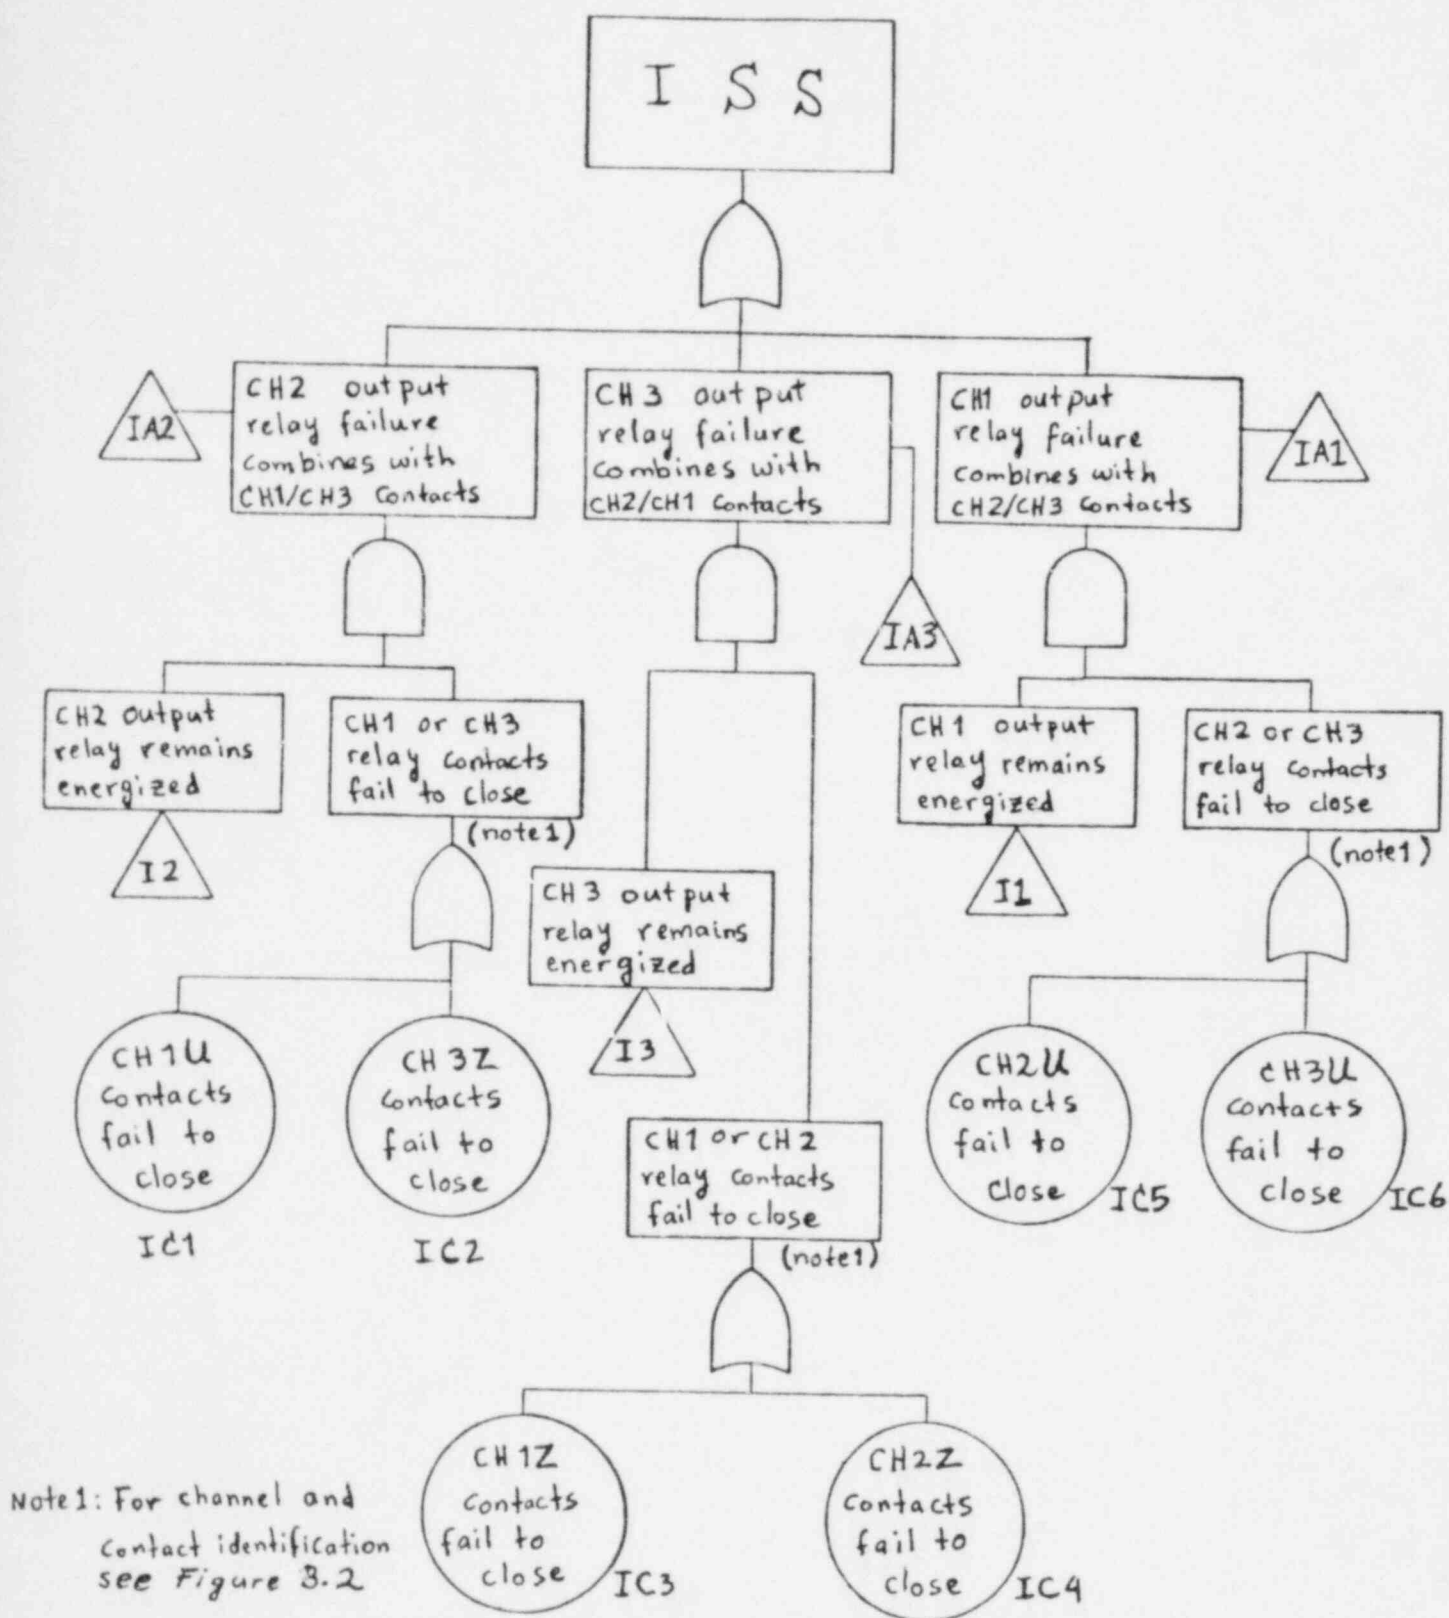 I S S
CH2 output
relay failure
combines with
CH1/CH3 contacts
IA2
CH 3 output
relay failure
combines with
CH2/CH1 contacts
IA3
CH1 output
relay failure
combines with
CH2/CH3 contacts
IA1
CH2 output
relay remains
energized
I2
CH1 or CH3
relay contacts
fail to close
(note1)
CH 3 output
relay remains
energized
I3
CH 1 output
relay remains
energized
I1
CH2 or CH3
relay contacts
fail to close
(note1)
CH1U
contacts
fail to
close
IC1
CH3Z
contacts
fail to
close
IC2
CH1 or CH2
relay contacts
fail to close
(note1)
CH2U
contacts
fail to
close
IC5
CH3U
contacts
fail to
close
IC6
CH1Z
contacts
fail to
close
IC3
CH2Z
contacts
fail to
close
IC4
Note1: For channel and
contact identification
see Figure 3.2